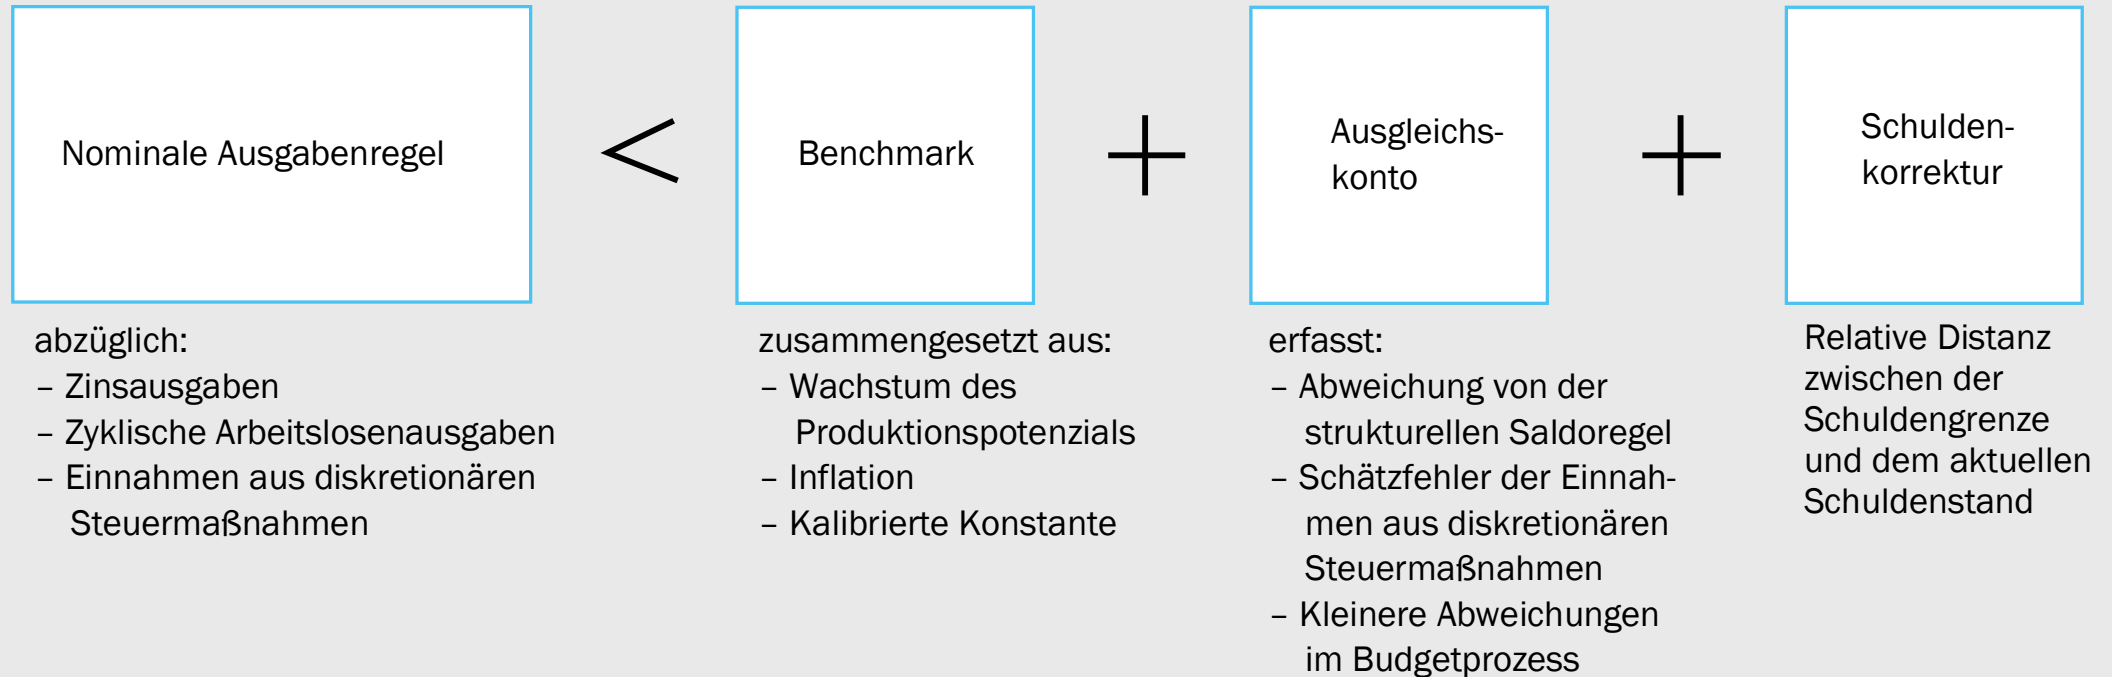 Nominale Ausgabenregel
<
Benchmark
+
Ausgleichs-
konto
+
Schulden-
korrektur
abzüglich:
– Zinsausgaben
– Zyklische Arbeitslosenausgaben
– Einnahmen aus diskretionären
Steuermaßnahmen
zusammengesetzt aus:
– Wachstum des
Produktionspotenzials
– Inflation
– Kalibrierte Konstante
erfasst:
– Abweichung von der
strukturellen Saldoregel
– Schätzfehler der Einnah-
men aus diskretionären
Steuermaßnahmen
– Kleinere Abweichungen
im Budgetprozess
Relative Distanz
zwischen der
Schuldengrenze
und dem aktuellen
Schuldenstand